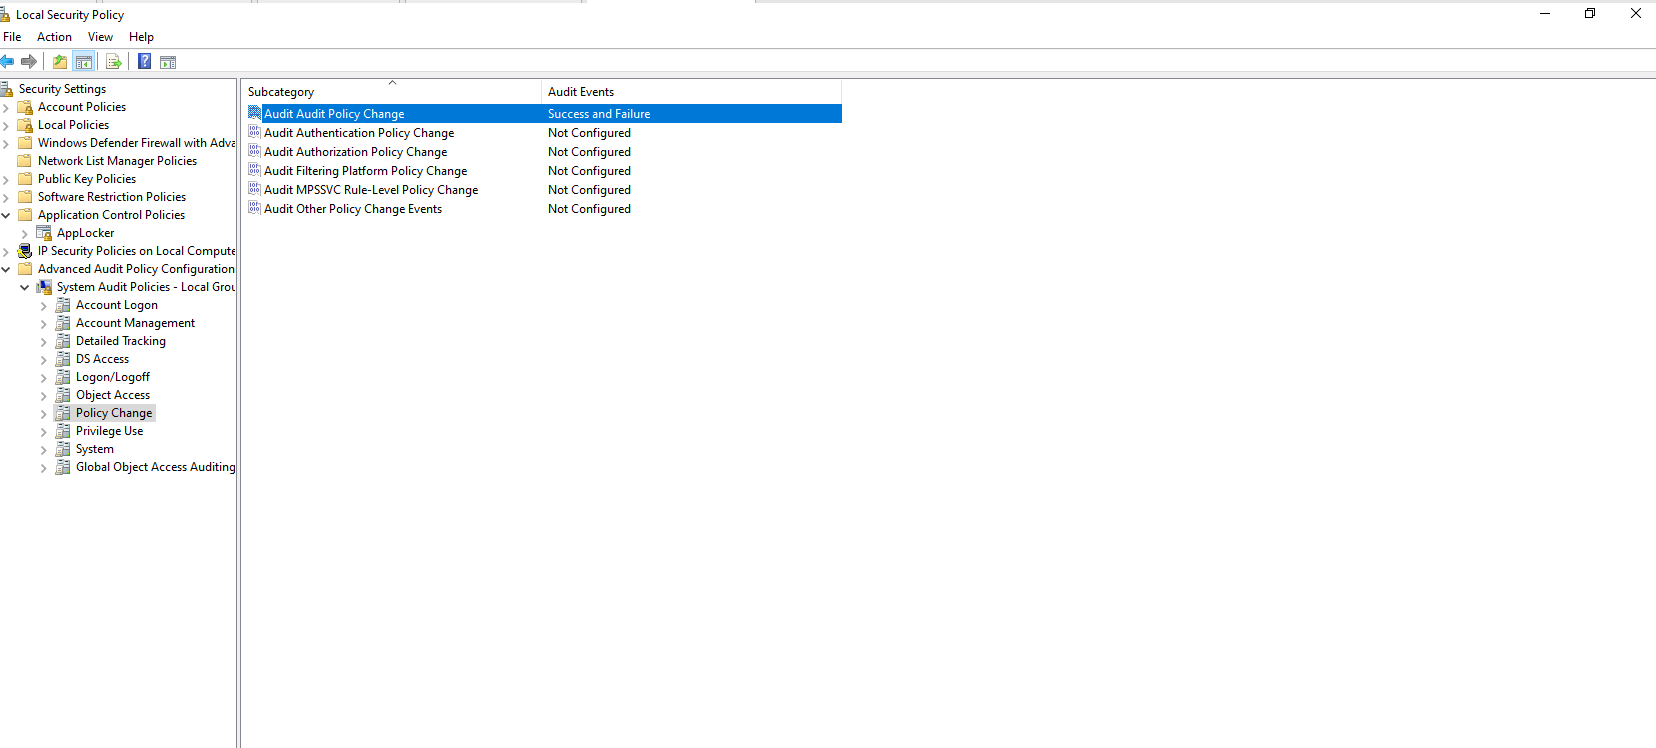 Local Security Policy
File Action View Help
Security Settings
Account Policies
Local Policies
Windows Defender Firewall with Adva
Network List Manager Policies
Public Key Policies
Software Restriction Policies
Application Control Policies
AppLocker
IP Security Policies on Local Compute
Advanced Audit Policy Configuration
System Audit Policies - Local Grou
Account Logon
Account Management
Detailed Tracking
DS Access
Logon/Logoff
Object Access
Policy Change
Privilege Use
System
Global Object Access Auditing
Subcategory Audit Events
Audit Audit Policy Change Success and Failure
Audit Authentication Policy Change Not Configured
Audit Authorization Policy Change Not Configured
Audit Filtering Platform Policy Change Not Configured
Audit MPSSVC Rule-Level Policy Change Not Configured
Audit Other Policy Change Events Not Configured